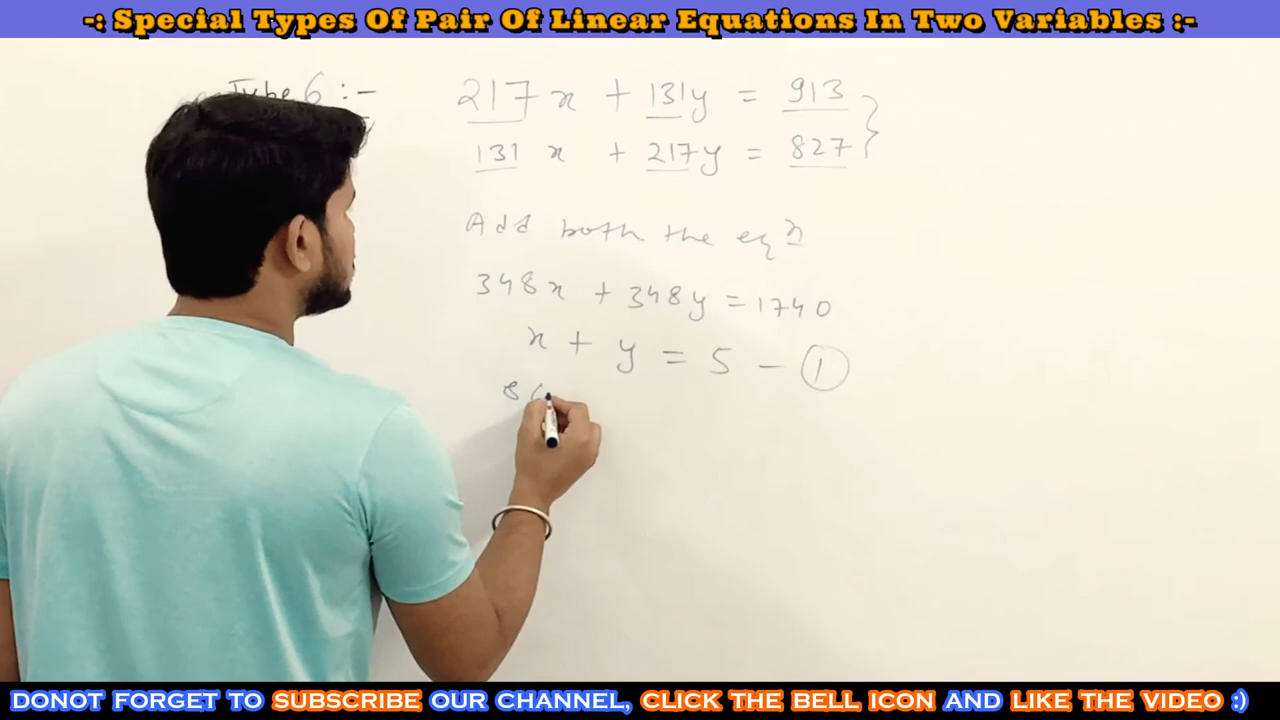 -: Special Types Of Pair Of Linear Equations In Two Variables :-
Type 6 :-
217x + 131y = 913
131x + 217y = 827
Add both the eqn
348x + 348y = 1740
x + y = 5 - 1
8
DONOT FORGET TO SUBSCRIBE OUR CHANNEL, CLICK THE BELL ICON AND LIKE THE VIDEO :)